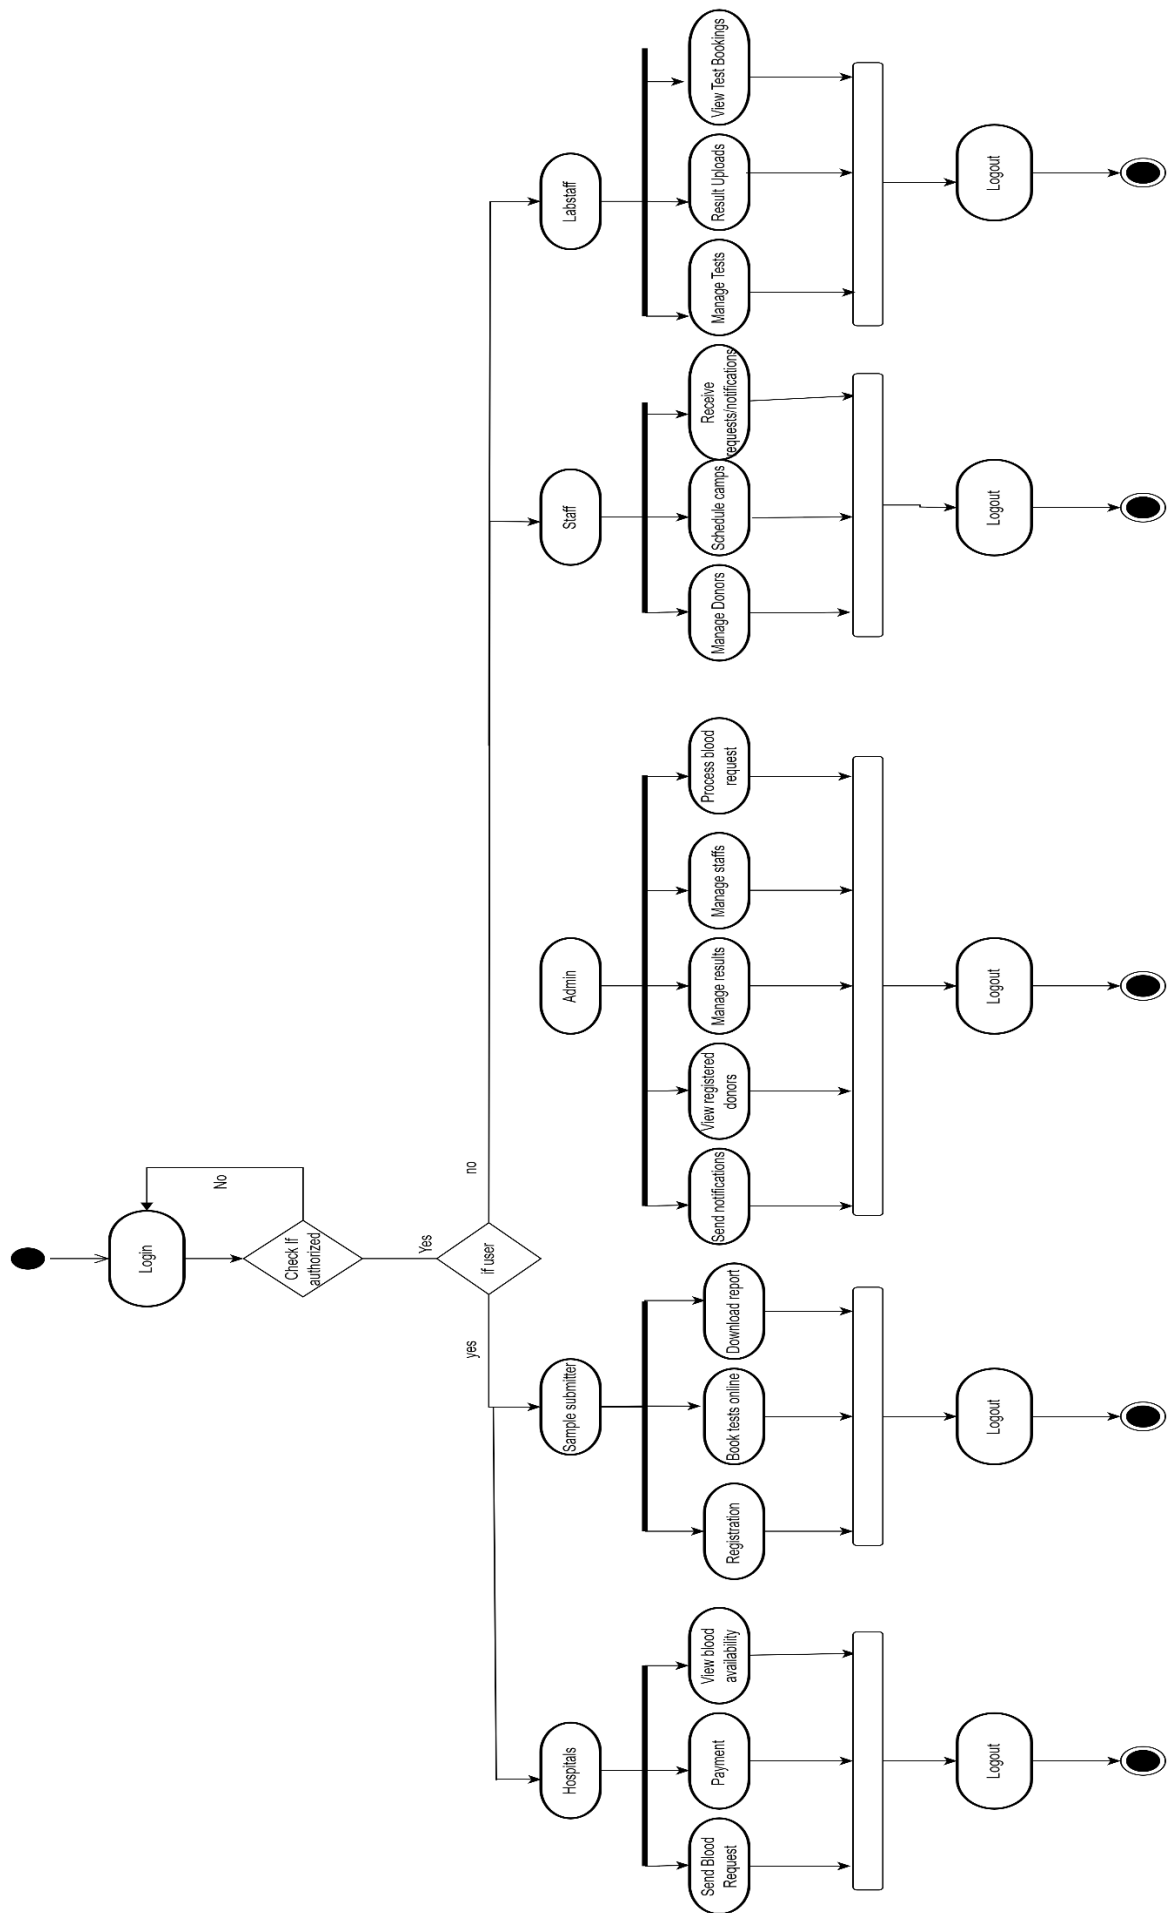 Login
No
Check If
authorized
Yes
if user
yes
no
Hospitals
Sample submitter
Admin
Staff
Labstaff
Send Blood
Request
Payment
View blood
availability
Registration
Book tests online
Download report
Send notifications
View registered
donors
Manage results
Manage staffs
Process blood
request
Manage Donors
Schedule camps
Receive
requests/notifications
Manage Tests
Result Uploads
View Test Bookings
Logout
Logout
Logout
Logout
Logout